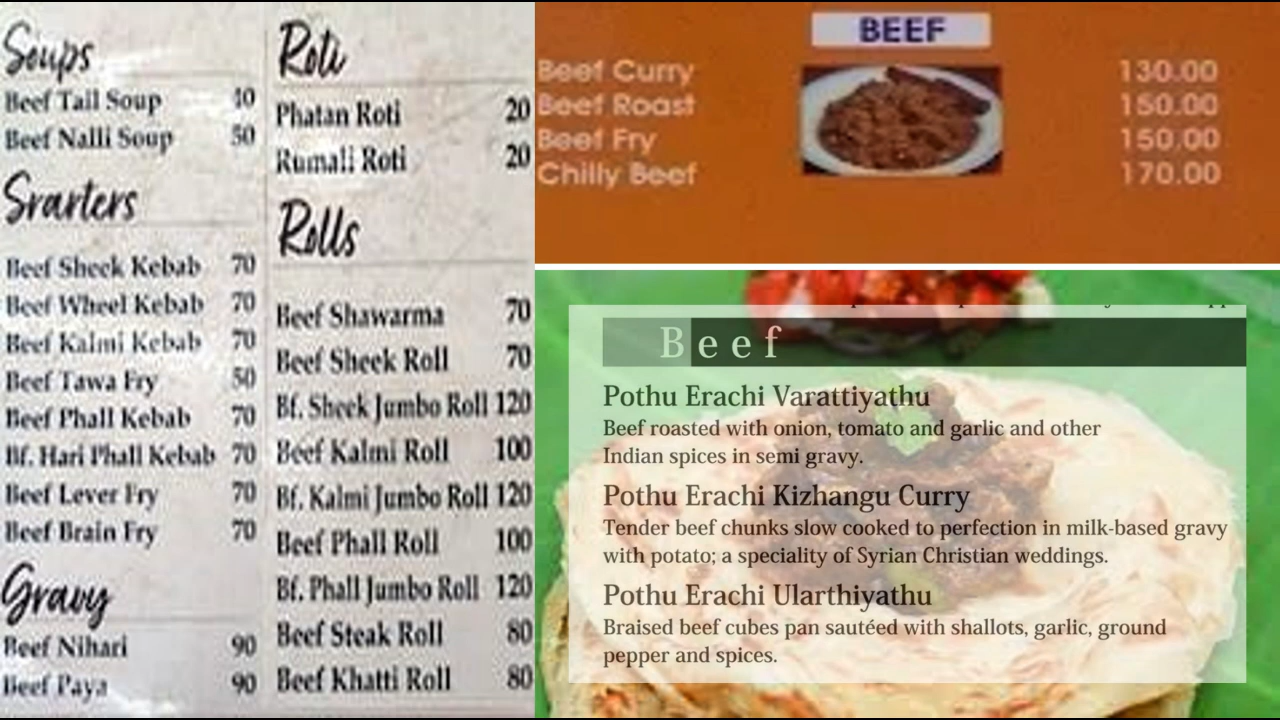 Soups
Beef Tail Soup 40
Beef Nalli Soup 50
Srarters
Beef Sheek Kebab 70
Beef Wheel Kebab 70
Beef Kalmi Kebab 70
Beef Tawa Fry 50
Beef Phall Kebab 70
Bf. Hari Phall Kebab 70
Beef Lever Fry 70
Beef Brain Fry 70
Gravy
Beef Nihari 90
Beef Paya 90
Roti
Phatan Roti 20
Rumali Roti 20
Rolls
Beef Shawarma 70
Beef Sheek Roll 70
Bf. Sheek Jumbo Roll 120
Beef Kalmi Roll 100
Bf. Kalmi Jumbo Roll 120
Beef Phall Roll 100
Bf. Phall Jumbo Roll 120
Beef Steak Roll 80
Beef Khatti Roll 80
BEEF
Beef Curry 130.00
Beef Roast 150.00
Beef Fry 150.00
Chilly Beef 170.00
Beef
Pothu Erachi Varattiyathu
Beef roasted with onion, tomato and garlic and other
Indian spices in semi gravy.
Pothu Erachi Kizhangu Curry
Tender beef chunks slow cooked to perfection in milk-based gravy
with potato; a speciality of Syrian Christian weddings.
Pothu Erachi Ularthiyathu
Braised beef cubes pan sautéed with shallots, garlic, ground
pepper and spices.